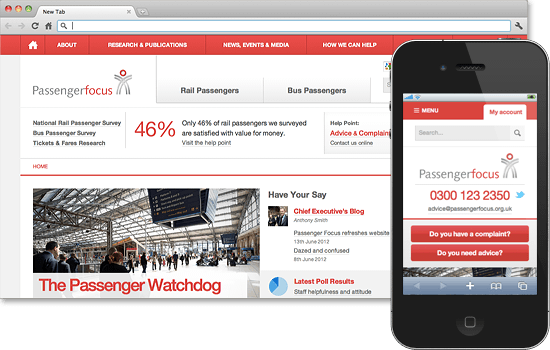 New Tab
ABOUT
RESEARCH & PUBLICATIONS
NEWS, EVENTS & MEDIA
HOW WE CAN HELP
Passengerfocus
Rail Passengers
Bus Passengers
National Rail Passenger Survey
Bus Passenger Survey
Tickets & Fares Research
46%
Only 46% of rail passengers we surveyed
are satisfied with value for money.
Visit the help point
Help Point:
Advice & Complain
Contact us online
HOME
The Passenger Watchdog
Have Your Say
Chief Executive's Blog
Anthony Smith
Passenger Focus refreshes website
13th June 2012
Dazed and confused
8th June 2012
Latest Poll Results
Staff helpfulness and attitude
MENU
My account
Search...
Passengerfocus
0300 123 2350
advice@passengerfocus.org.uk
Do you have a complaint?
Do you need advice?